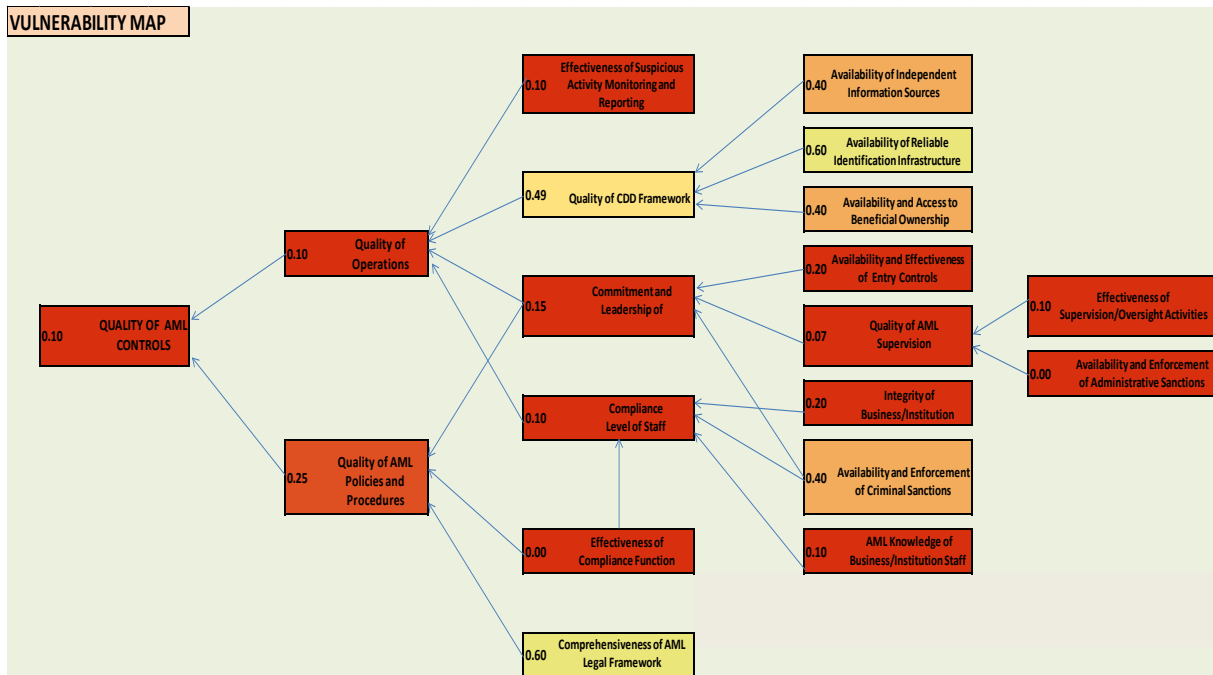 VULNERABILITY MAP
0.10
Effectiveness of Suspicious
Activity Monitoring and
Reporting
0.40
Availability of Independent
Information Sources
0.60
Availability of Reliable
Identification Infrastructure
0.49
Quality of CDD Framework
0.40
Availability and Access to
Beneficial Ownership
0.10
Quality of
Operations
0.20
Availability and Effectiveness
of Entry Controls
0.15
Commitment and
Leadership of
0.10
Effectiveness of
Supervision/Oversight Activities
0.10
QUALITY OF AML
CONTROLS
0.07
Quality of AML
Supervision
0.00
Availability and Enforcement
of Administrative Sanctions
0.10
Compliance
Level of Staff
0.20
Integrity of
Business/Institution
0.25
Quality of AML
Policies and
Procedures
0.40
Availability and Enforcement
of Criminal Sanctions
0.00
Effectiveness of
Compliance Function
0.10
AML Knowledge of
Business/Institution Staff
0.60
Comprehensiveness of AML
Legal Framework